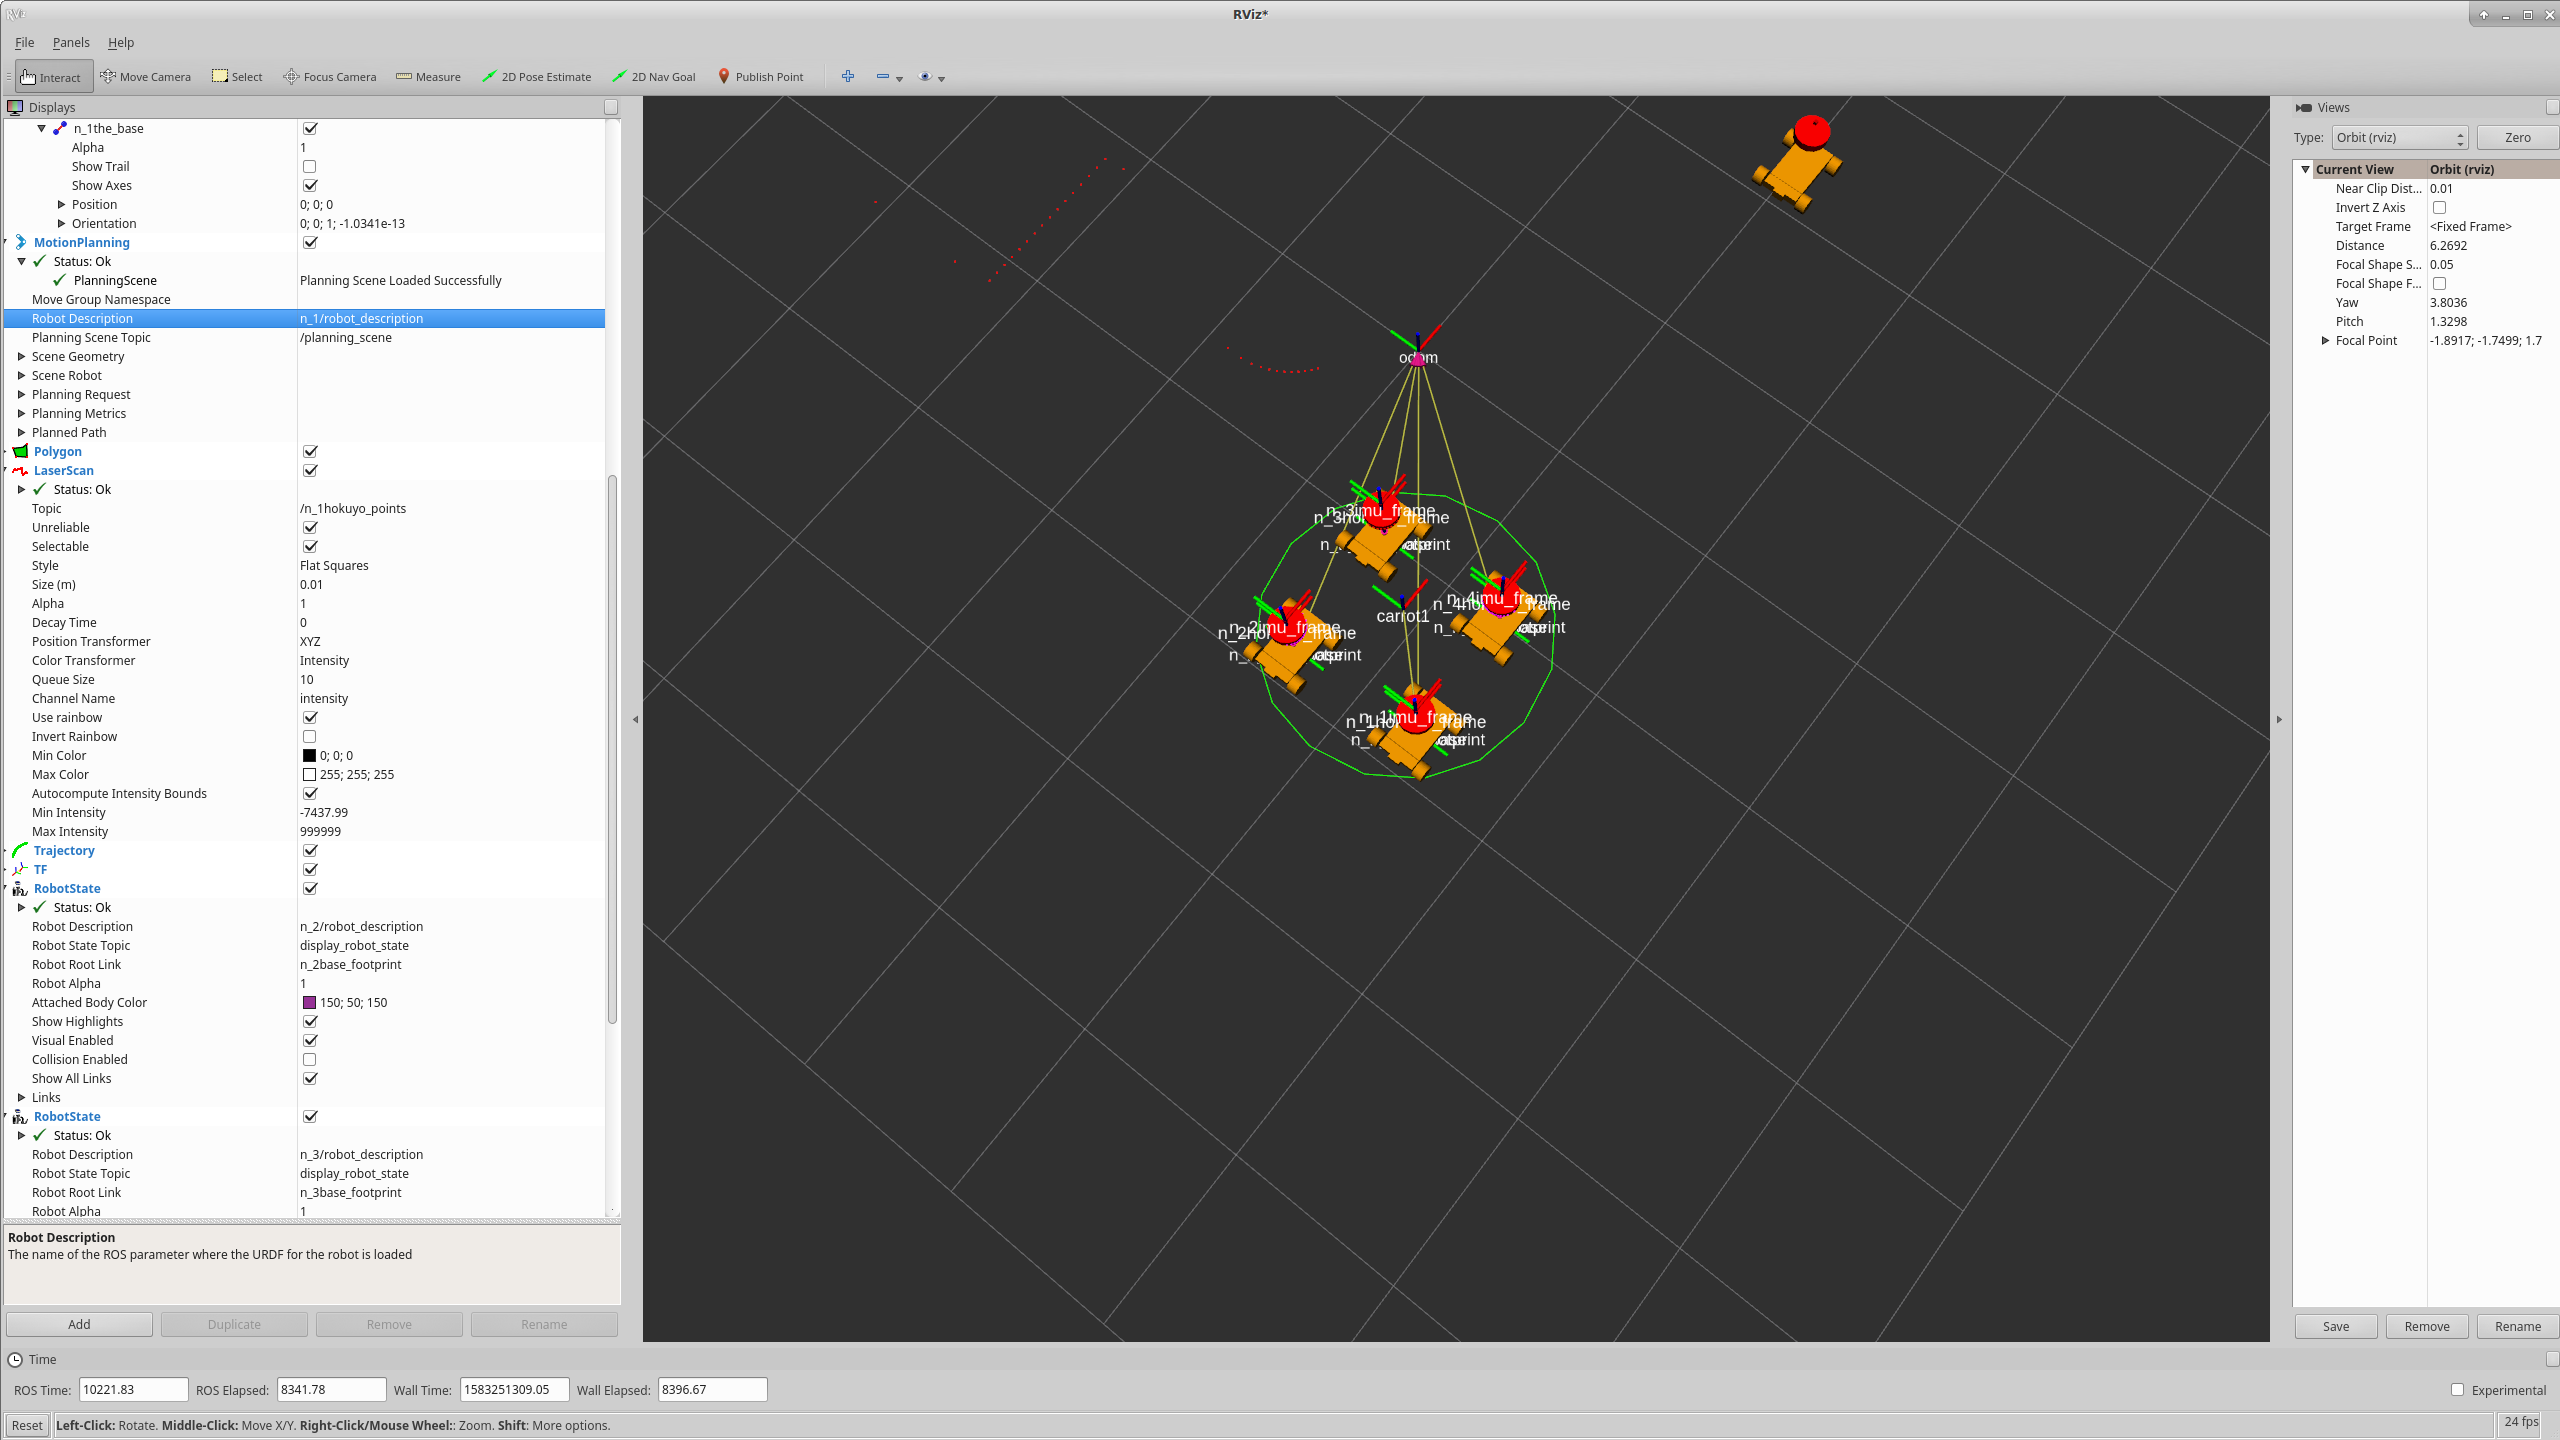 RViz*
File Panels Help
Interact Move Camera Select Focus Camera Measure 2D Pose Estimate 2D Nav Goal Publish Point
Displays
n_1the_base
Alpha 1
Show Trail
Show Axes
Position 0; 0; 0
Orientation 0; 0; 1; -1.0341e-13
MotionPlanning
Status: Ok
PlanningScene Planning Scene Loaded Successfully
Move Group Namespace
Robot Description n_1/robot_description
Planning Scene Topic /planning_scene
Scene Geometry
Scene Robot
Planning Request
Planning Metrics
Planned Path
Polygon
LaserScan
Status: Ok
Topic /n_1hokuyo_points
Unreliable
Selectable
Style Flat Squares
Size (m) 0.01
Alpha 1
Decay Time 0
Position Transformer XYZ
Color Transformer Intensity
Queue Size 10
Channel Name intensity
Use rainbow
Invert Rainbow
Min Color 0; 0; 0
Max Color 255; 255; 255
Autocompute Intensity Bounds
Min Intensity -7437.99
Max Intensity 999999
Trajectory
TF
RobotState
Status: Ok
Robot Description n_2/robot_description
Robot State Topic display_robot_state
Robot Root Link n_2base_footprint
Robot Alpha 1
Attached Body Color 150; 50; 150
Show Highlights
Visual Enabled
Collision Enabled
Show All Links
Links
RobotState
Status: Ok
Robot Description n_3/robot_description
Robot State Topic display_robot_state
Robot Root Link n_3base_footprint
Robot Alpha 1
Robot Description
The name of the ROS parameter where the URDF for the robot is loaded
Add Duplicate Remove Rename
odom
n_3imu_frame
n_4imu_frame
carrot1
n_2imu_frame
n_1imu_frame
Views
Type: Orbit (rviz) Zero
Current View Orbit (rviz)
Near Clip Dist... 0.01
Invert Z Axis
Target Frame <Fixed Frame>
Distance 6.2692
Focal Shape S... 0.05
Focal Shape F...
Yaw 3.8036
Pitch 1.3298
Focal Point -1.8917; -1.7499; 1.7
Save Remove Rename
Time
ROS Time: 10221.83 ROS Elapsed: 8341.78 Wall Time: 1583251309.05 Wall Elapsed: 8396.67 Experimental
Reset Left-Click: Rotate. Middle-Click: Move X/Y. Right-Click/Mouse Wheel:: Zoom. Shift: More options. 24 fps